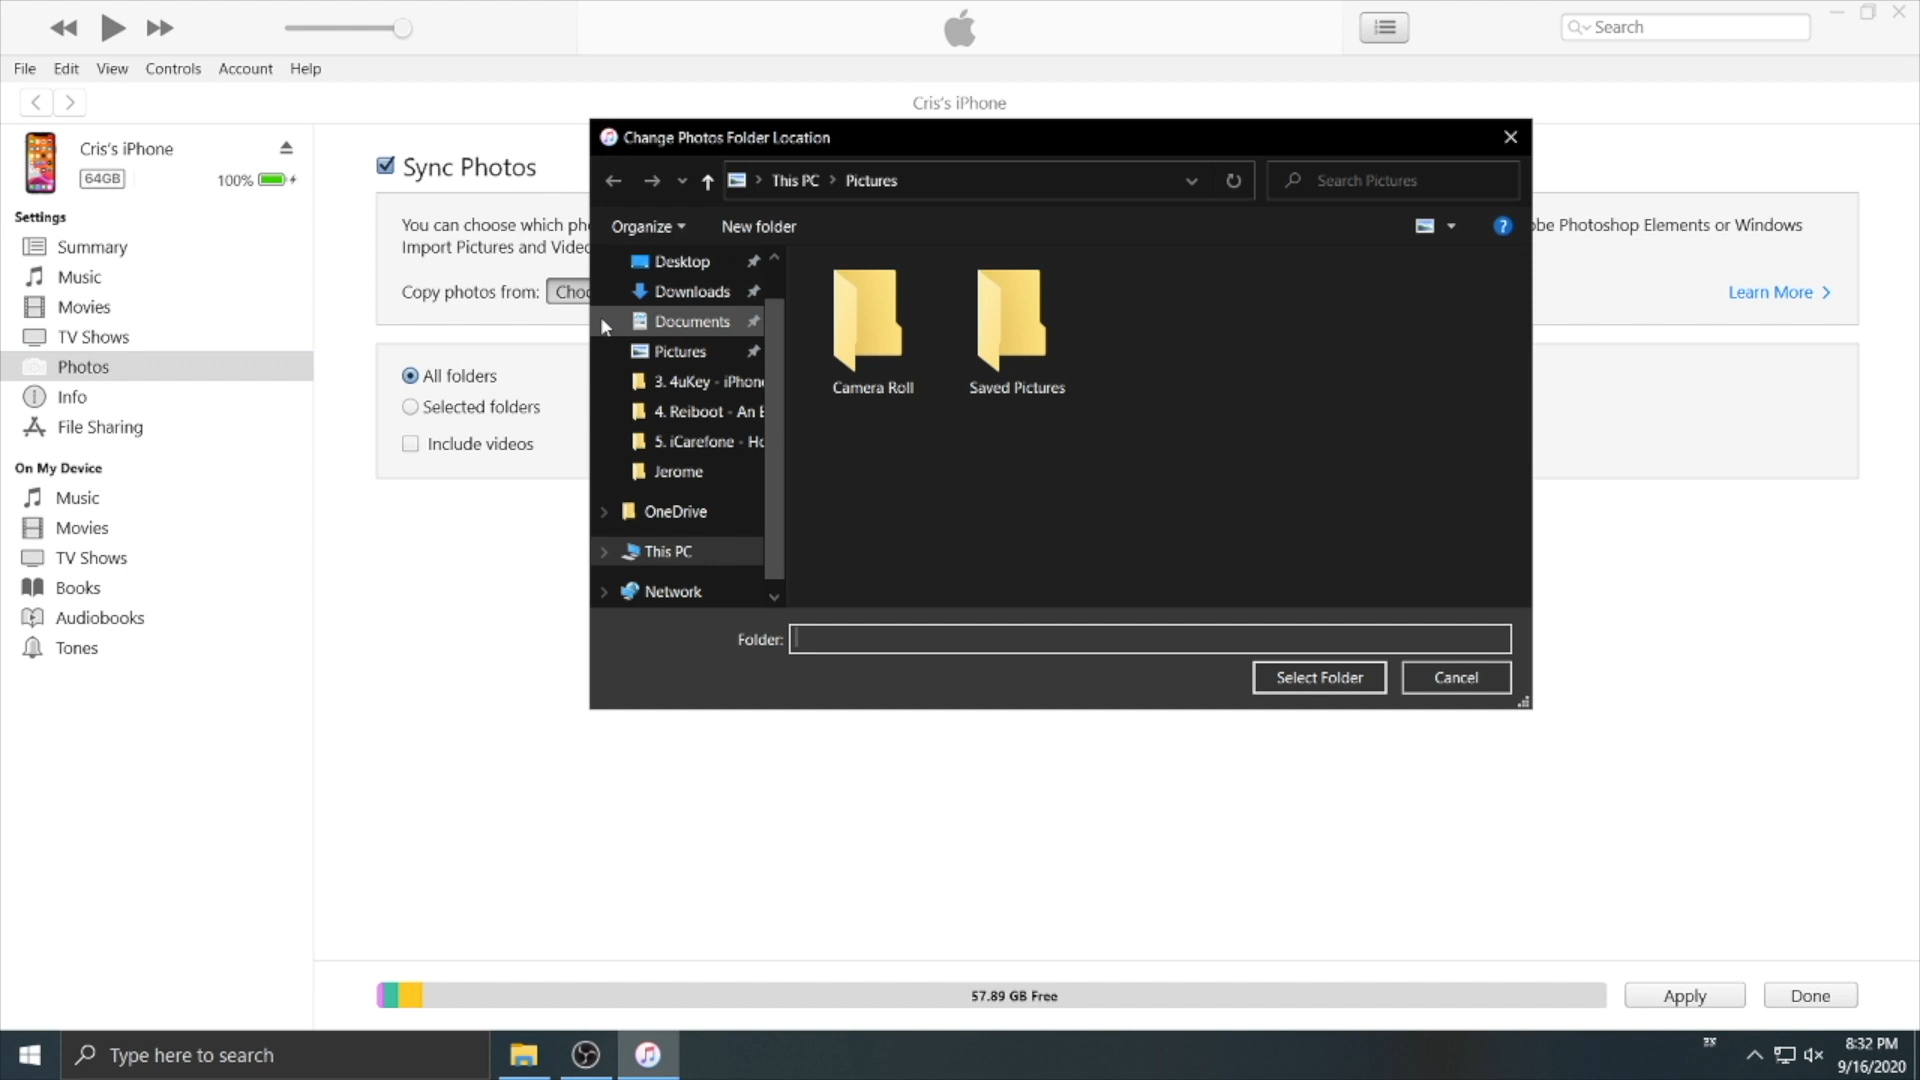 Search
File Edit View Controls Account Help
Cris's iPhone
Cris's iPhone
64GB
100%
Settings
Summary
Music
Movies
TV Shows
Photos
Info
File Sharing
On My Device
Music
Movies
TV Shows
Books
Audiobooks
Tones
Sync Photos
You can choose which
Import Pictures and
Copy photos from:
Adobe Photoshop Elements or Windows
Learn More
All folders
Selected folders
Include videos
Change Photos Folder Location
This PC > Pictures
Search Pictures
Organize New folder
Desktop
Downloads
Documents
Pictures
3. 4uKey - iPhone
4. Reiboot - An
5. iCarefone -
Jerome
OneDrive
This PC
Network
Camera Roll
Saved Pictures
Folder:
Select Folder Cancel
57.89 GB Free
Apply Done
Type here to search
8:32 PM
9/16/2020